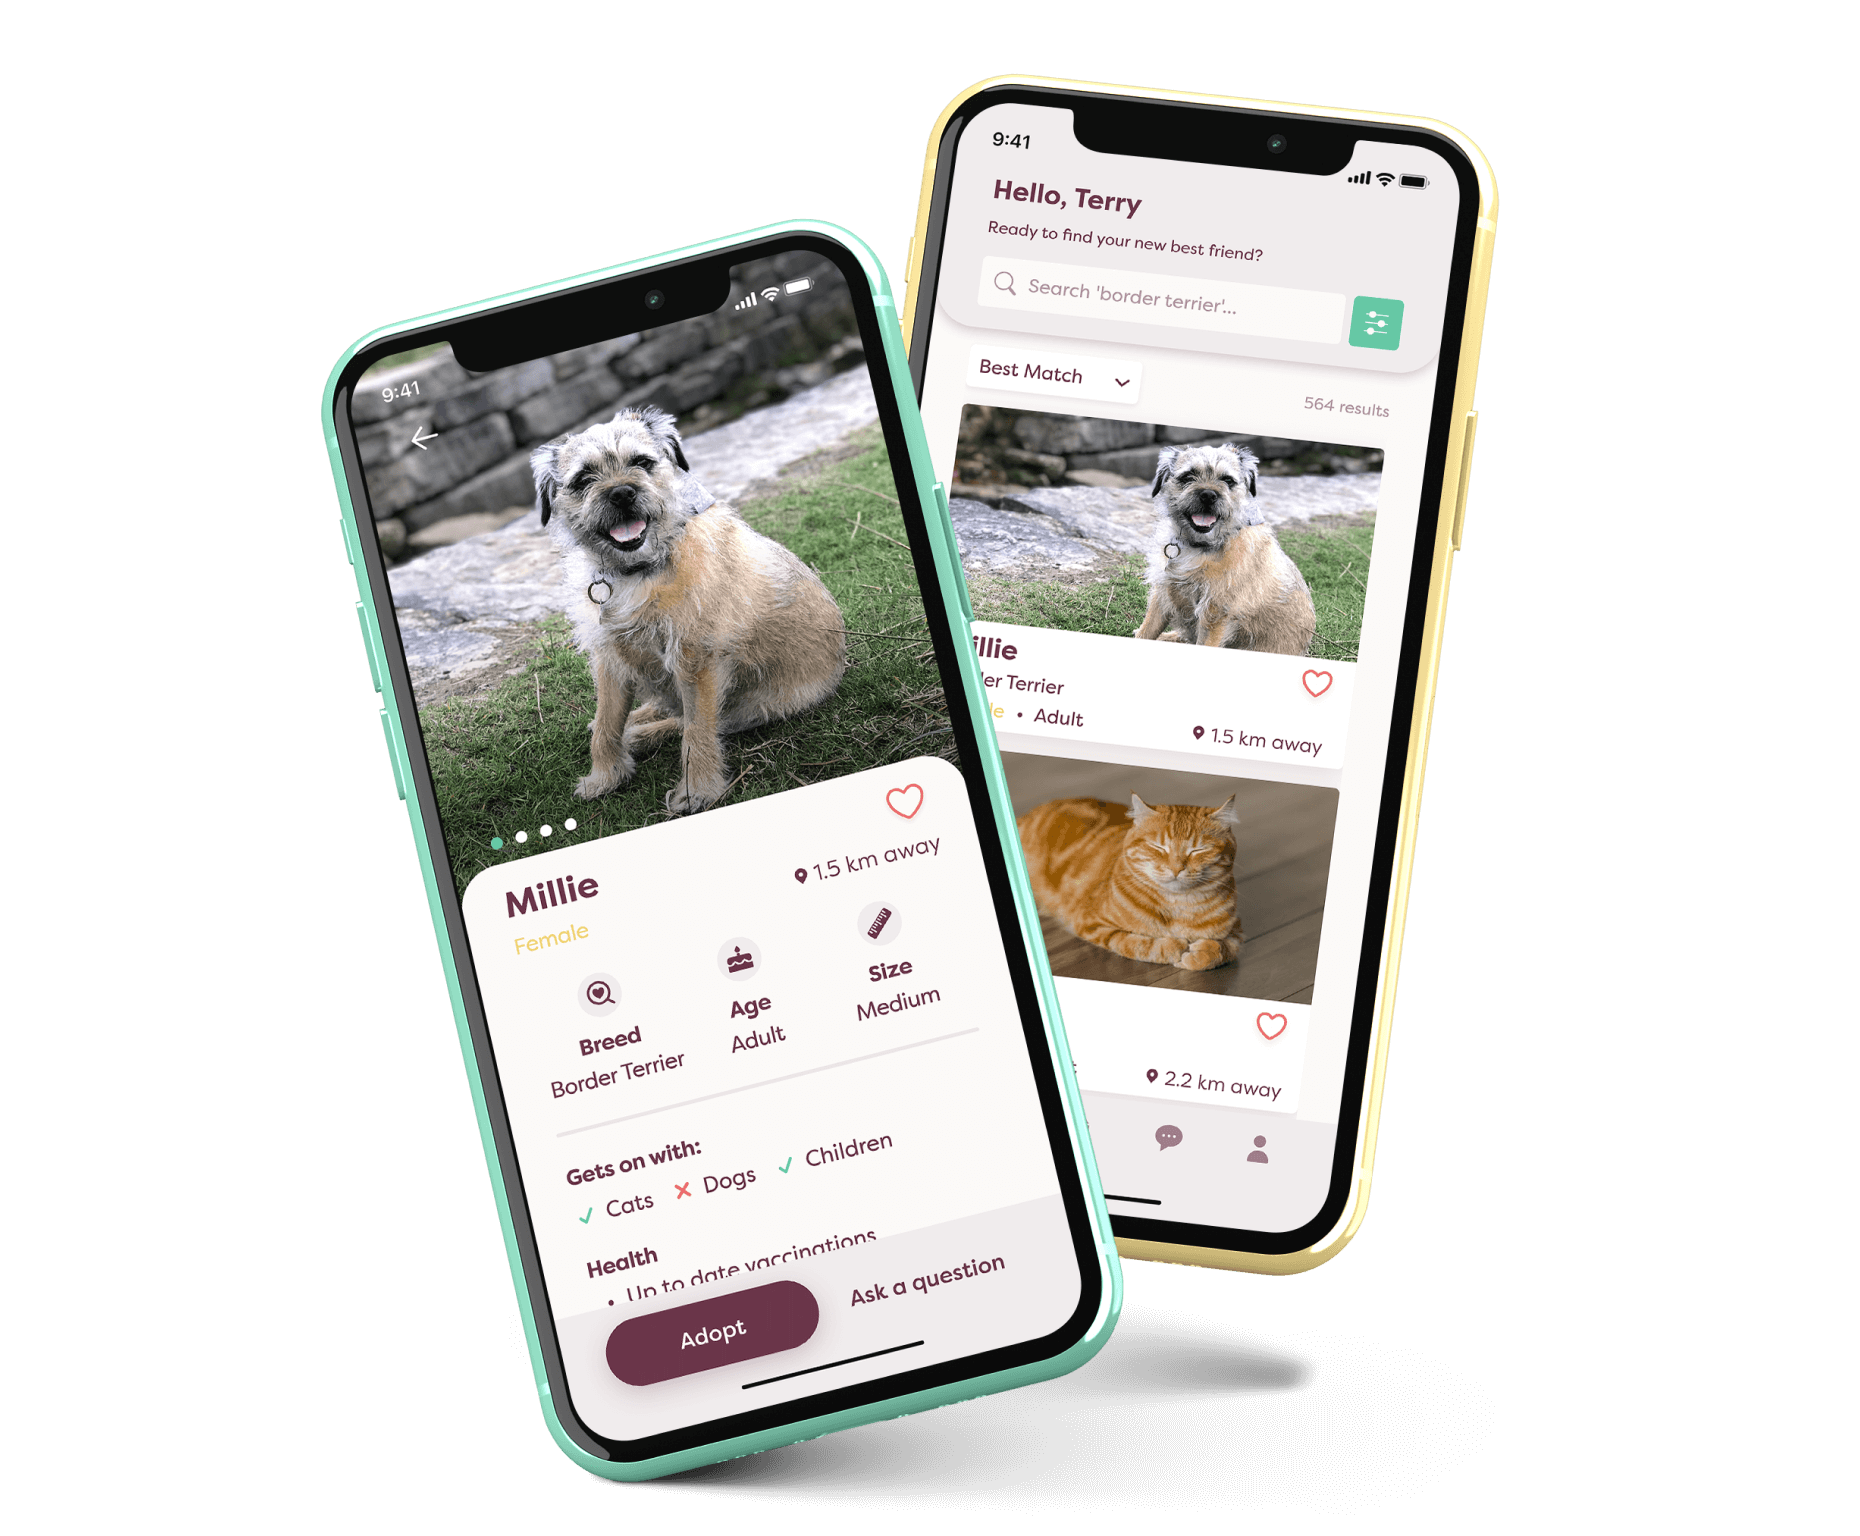 9:41
Millie
1.5 km away
Female
Breed
Border Terrier
Age
Adult
Size
Medium
Gets on with:
Cats
Dogs
Children
Health
• Up to date vaccinations
Adopt
Ask a question
9:41
Hello, Terry
Ready to find your new best friend?
Search 'border terrier'...
Best Match
564 results
Terrier
• Adult
1.5 km away
2.2 km away